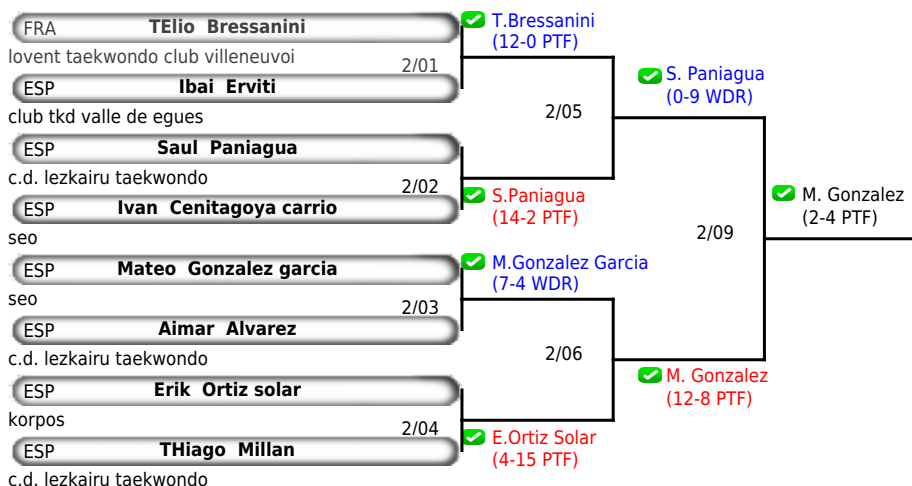 FRA TElio Bressanini
lovent taekwondo club villeneuvoi
2/01
ESP Ibai Erviti
club tkd valle de egues
ESP Saul Paniagua
c.d. lezkairu taekwondo
2/02
ESP Ivan Cenitagoya carrio
seo
ESP Mateo Gonzalez garcia
seo
2/03
ESP Aimar Alvarez
c.d. lezkairu taekwondo
ESP Erik Ortiz solar
korpos
2/04
ESP THiago Millan
c.d. lezkairu taekwondo
T.Bressanini
(12-0 PTF)
2/05
S.Paniagua
(14-2 PTF)
M.Gonzalez Garcia
(7-4 WDR)
2/06
E.Ortiz Solar
(4-15 PTF)
S. Paniagua
(0-9 WDR)
2/09
M. Gonzalez
(12-8 PTF)
M. Gonzalez
(2-4 PTF)